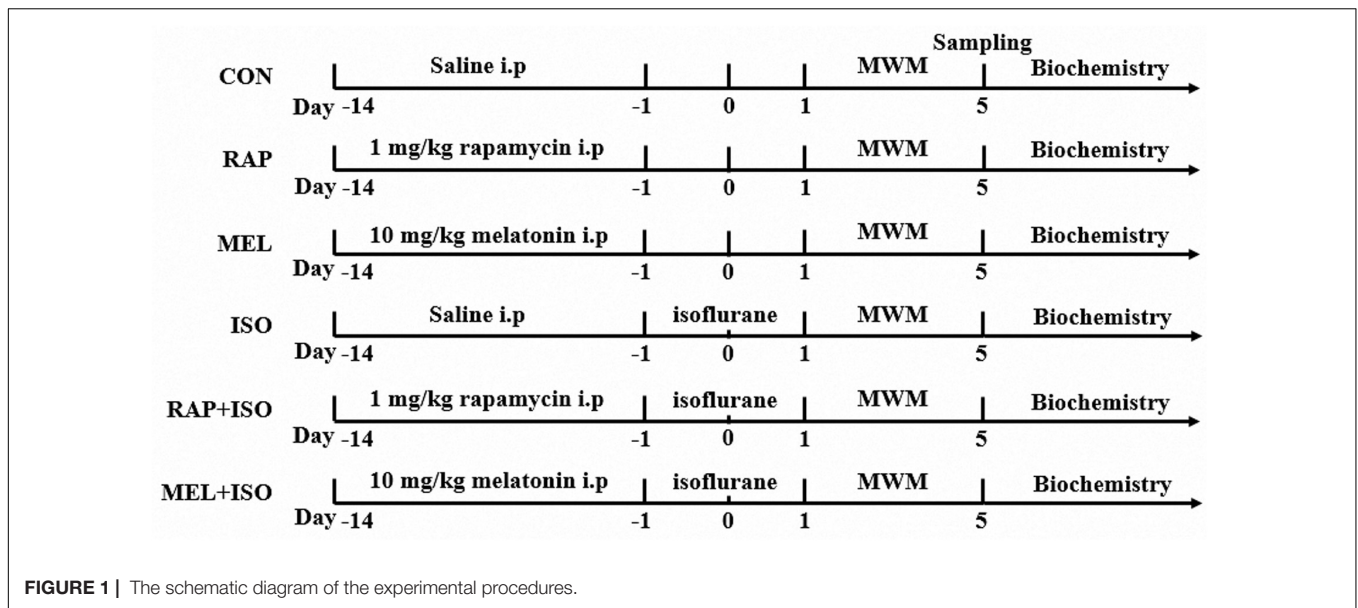 Sampling
CON Saline i.p MWM Biochemistry
Day -14 -1 0 1 5
RAP 1 mg/kg rapamycin i.p MWM Biochemistry
Day -14 -1 0 1 5
MEL 10 mg/kg melatonin i.p MWM Biochemistry
Day -14 -1 0 1 5
ISO Saline i.p isoflurane MWM Biochemistry
Day -14 -1 0 1 5
RAP+ISO 1 mg/kg rapamycin i.p isoflurane MWM Biochemistry
Day -14 -1 0 1 5
MEL+ISO 10 mg/kg melatonin i.p isoflurane MWM Biochemistry
Day -14 -1 0 1 5
FIGURE 1 | The schematic diagram of the experimental procedures.